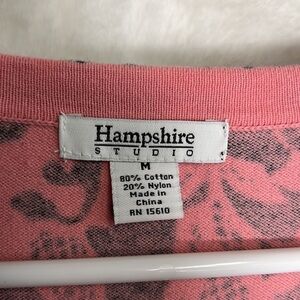 Hampshire
STUDIO
M
80% Cotton
20% Nylon
Made in
China
RN 15610